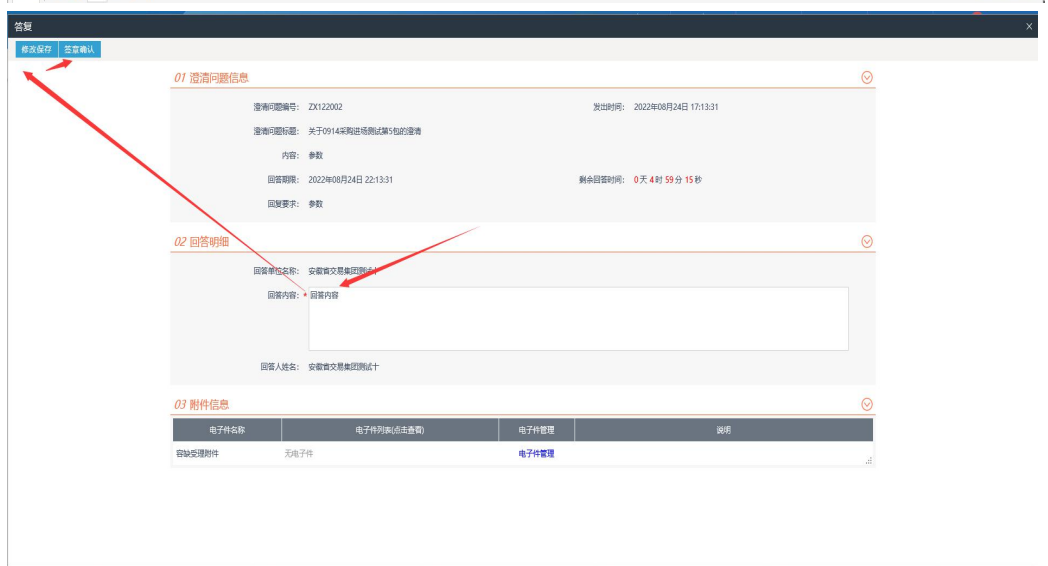 答复 X
修改保存 签章确认
01 澄清问题信息
澄清问题编号: ZX122002 发出时间: 2022年08月24日 17:13:31
澄清问题标题: 关于0914采购进场测试第5包的澄清
内容: 参数
回答期限: 2022年08月24日 22:13:31 剩余回答时间: 0 天 4 时 59 分 15 秒
回复要求: 参数
02 回答明细
回答单位名称: 安徽省交易集团测试十
回答内容: * 回答内容
回答人姓名: 安徽省交易集团测试十
03 附件信息
电子件名称 电子件列表(点击查看) 电子件管理 说明
容缺受理附件 无电子件 电子件管理